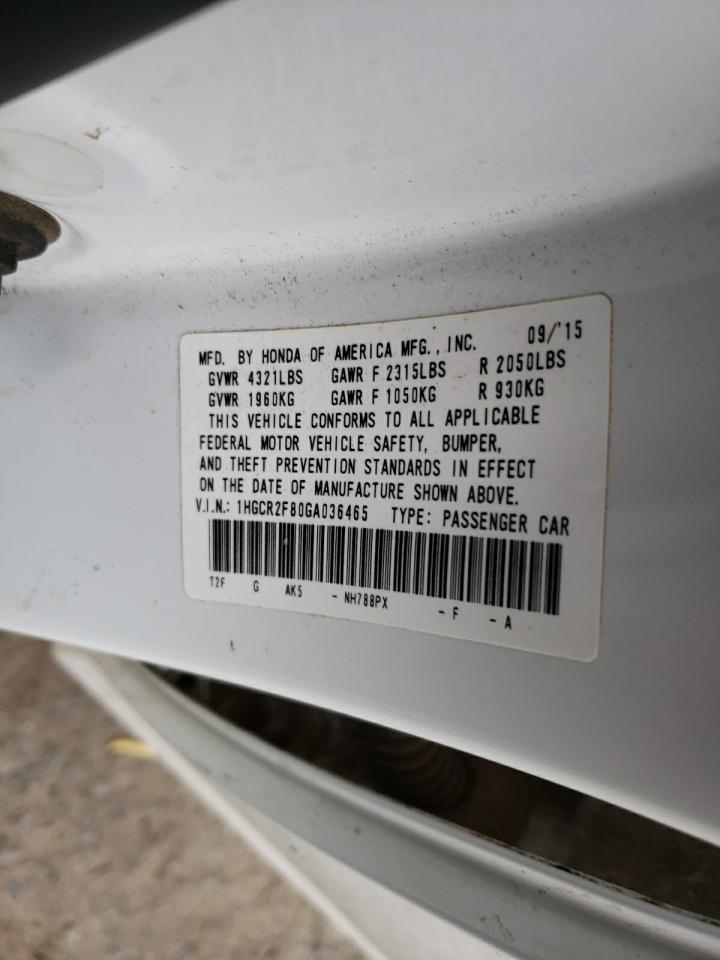 MFD. BY HONDA OF AMERICA MFG., INC. 09/'15
GVWR 4321LBS GAWR F 2315LBS R 2050LBS
GVWR 1960KG GAWR F 1050KG R 930KG
THIS VEHICLE CONFORMS TO ALL APPLICABLE
FEDERAL MOTOR VEHICLE SAFETY, BUMPER,
AND THEFT PREVENTION STANDARDS IN EFFECT
ON THE DATE OF MANUFACTURE SHOWN ABOVE.
V.I.N.: 1HGCR2F80GA036465 TYPE: PASSENGER CAR
T2F G AK5 - NH788PX - F - A